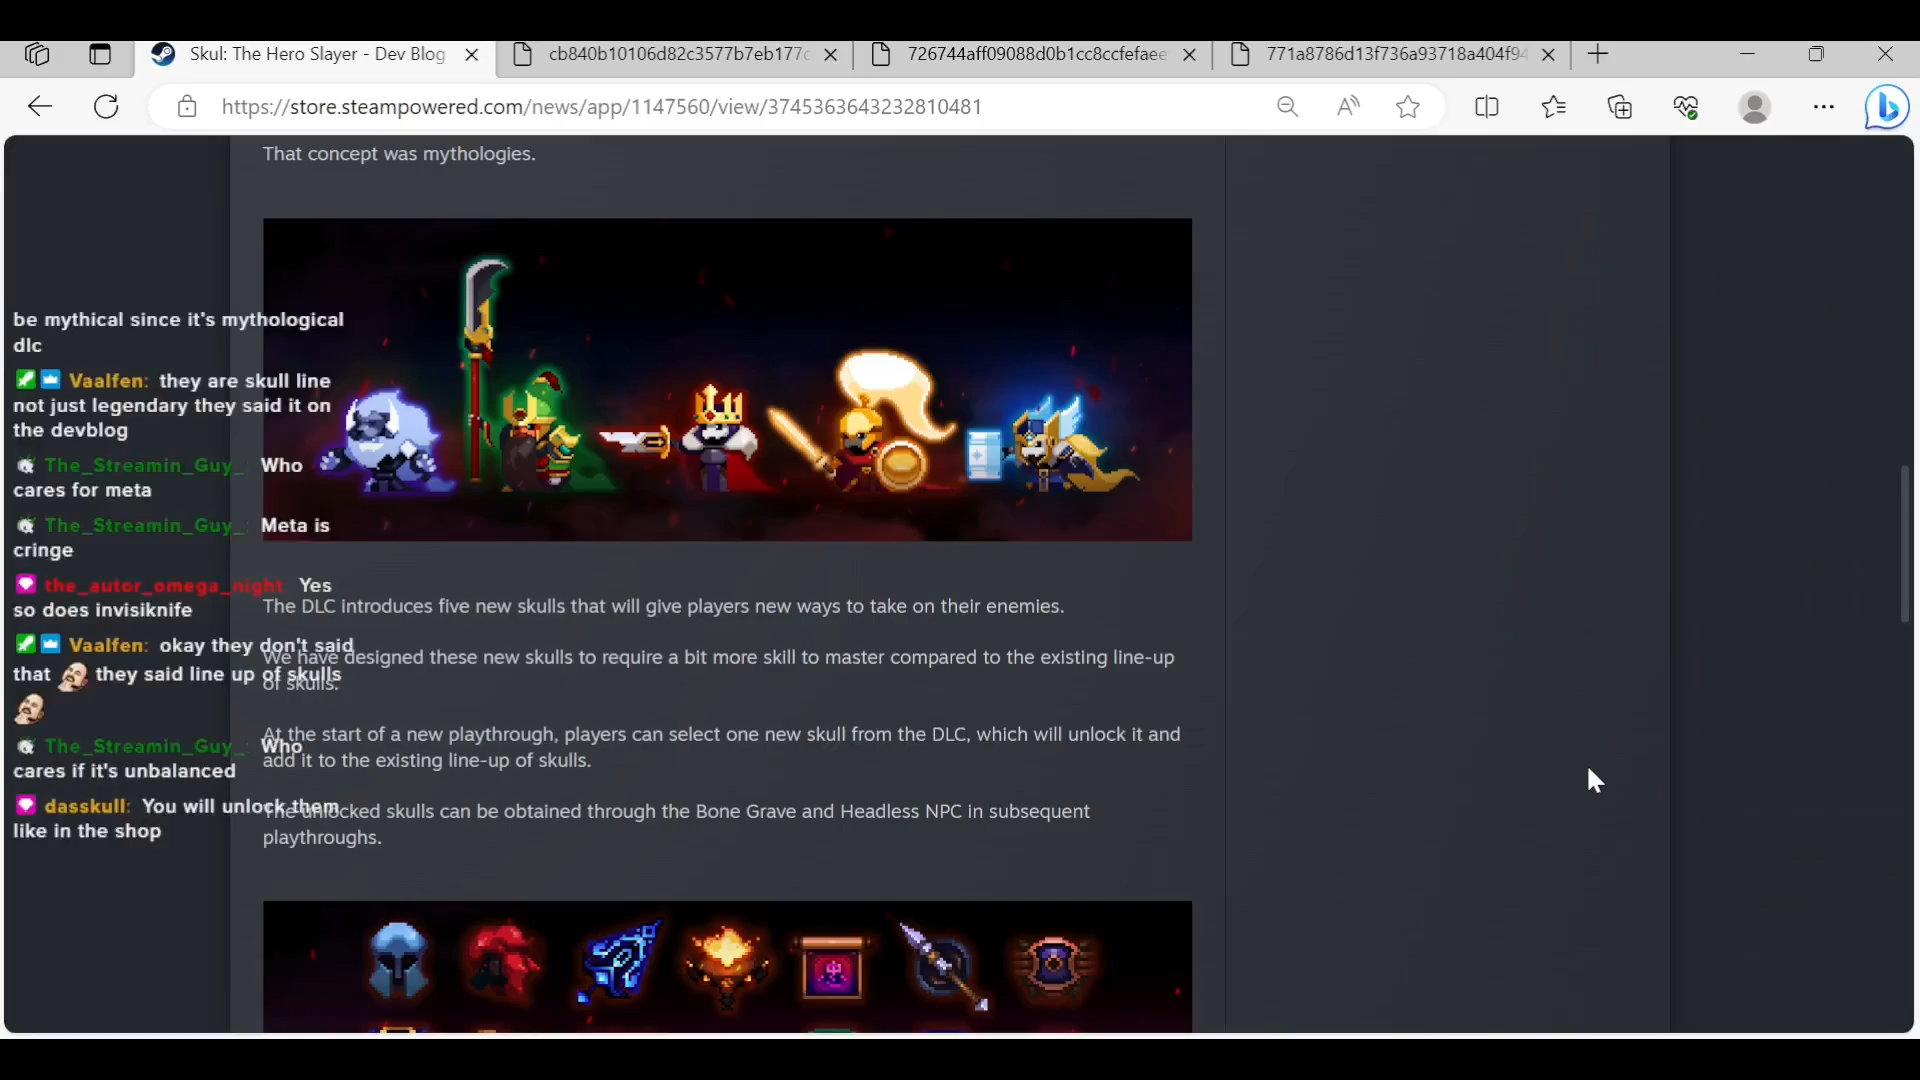 Skul: The Hero Slayer - Dev Blog
cb840b10106d82c3577b7eb177c
726744aff09088d0b1cc8ccfefaee
771a8786d13f736a93718a404f94
https://store.steampowered.com/news/app/1147560/view/3745363643232810481
That concept was mythologies.
be mythical since it's mythological
dlc
Vaalfen: they are skull line
not just legendary they said it on
the devblog
The_Streamin_Guy_: Who
cares for meta
The_Streamin_Guy_: Meta is
cringe
the_autor_omega_night: Yes
so does invisiknife
Vaalfen: okay they don't said
that they said line up of skulls
The_Streamin_Guy_: Who
cares if it's unbalanced
dasskull: You will unlock them
like in the shop
The DLC introduces five new skulls that will give players new ways to take on their enemies.
We have designed these new skulls to require a bit more skill to master compared to the existing line-up
of skulls.
At the start of a new playthrough, players can select one new skull from the DLC, which will unlock it and
add it to the existing line-up of skulls.
The unlocked skulls can be obtained through the Bone Grave and Headless NPC in subsequent
playthroughs.